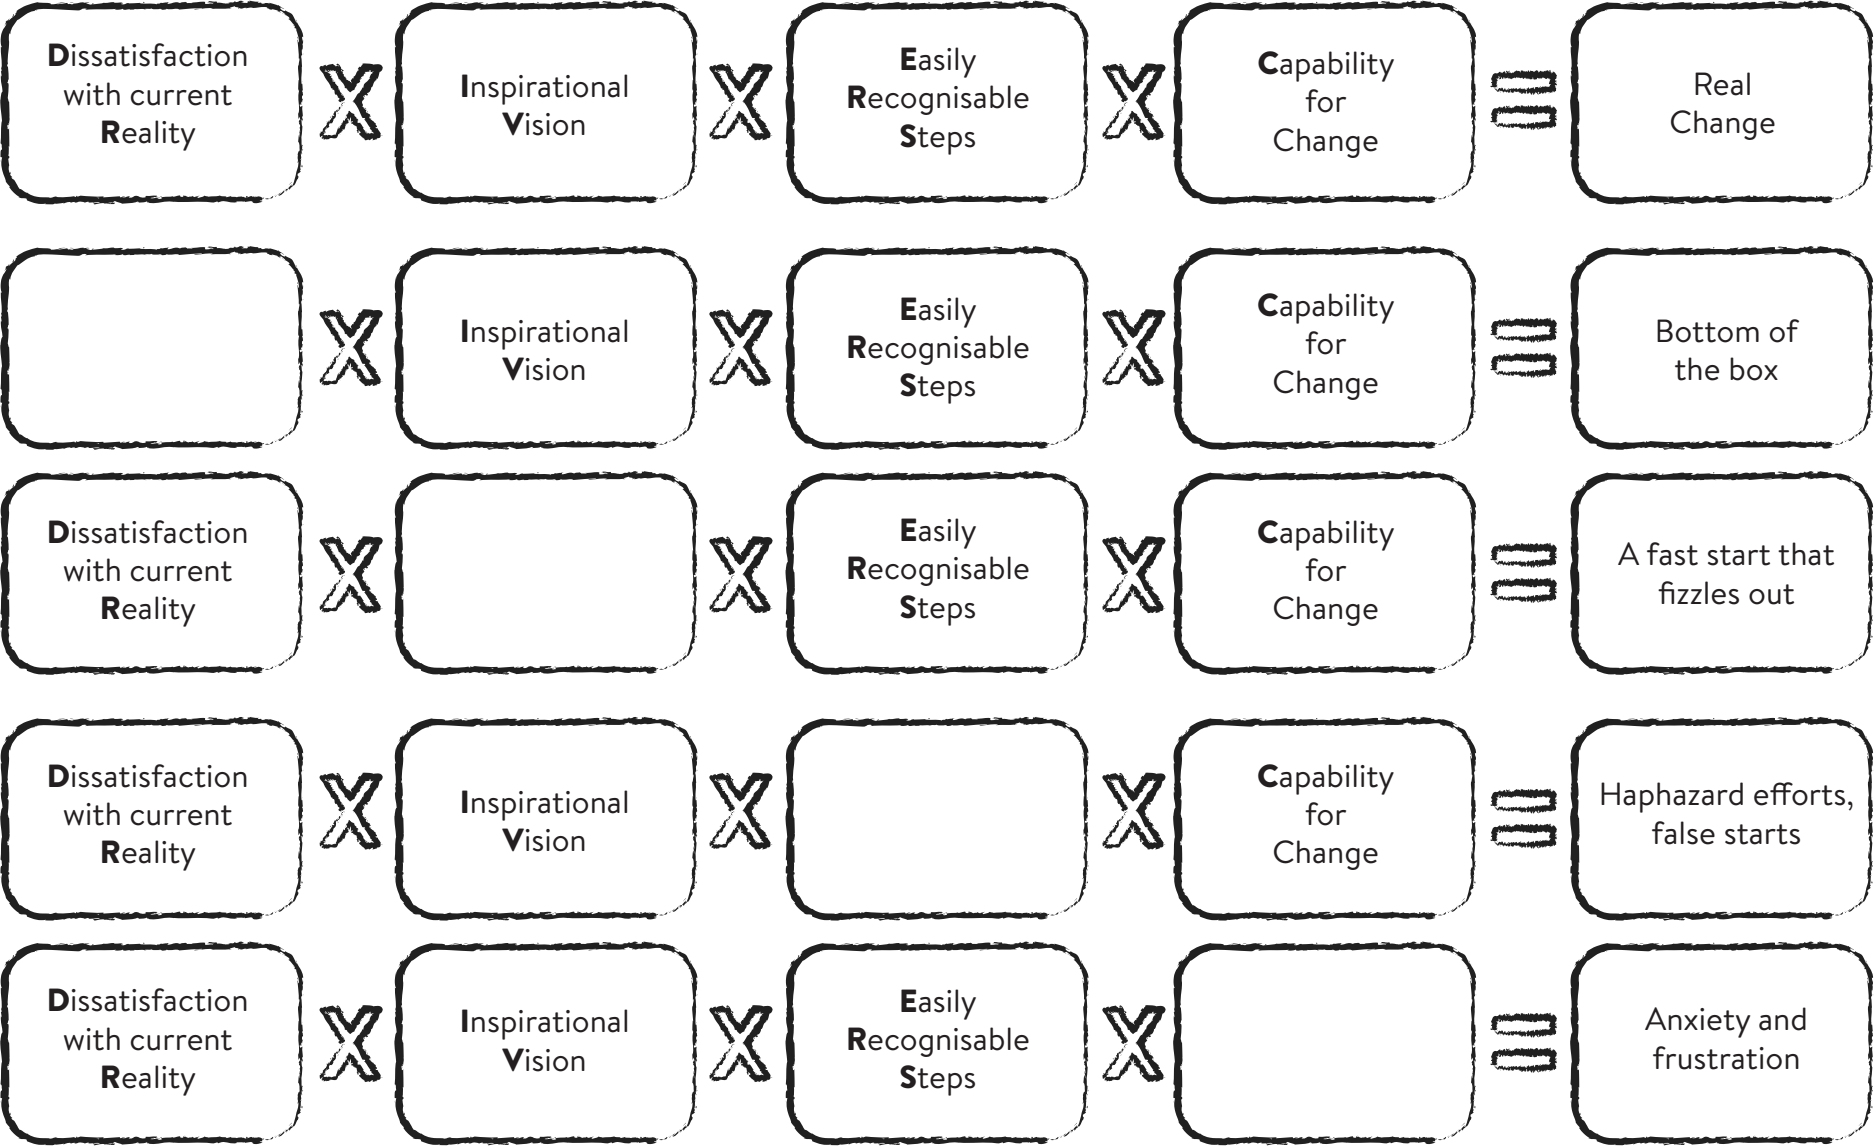 Dissatisfaction
with current
Reality
X
Inspirational
Vision
X
Easily
Recognisable
Steps
X
Capability
for
Change
=
Real
Change
X
Inspirational
Vision
X
Easily
Recognisable
Steps
X
Capability
for
Change
=
Bottom of
the box
Dissatisfaction
with current
Reality
X
X
Easily
Recognisable
Steps
X
Capability
for
Change
=
A fast start that
fizzles out
Dissatisfaction
with current
Reality
X
Inspirational
Vision
X
X
Capability
for
Change
=
Haphazard efforts,
false starts
Dissatisfaction
with current
Reality
X
Inspirational
Vision
X
Easily
Recognisable
Steps
X
=
Anxiety and
frustration